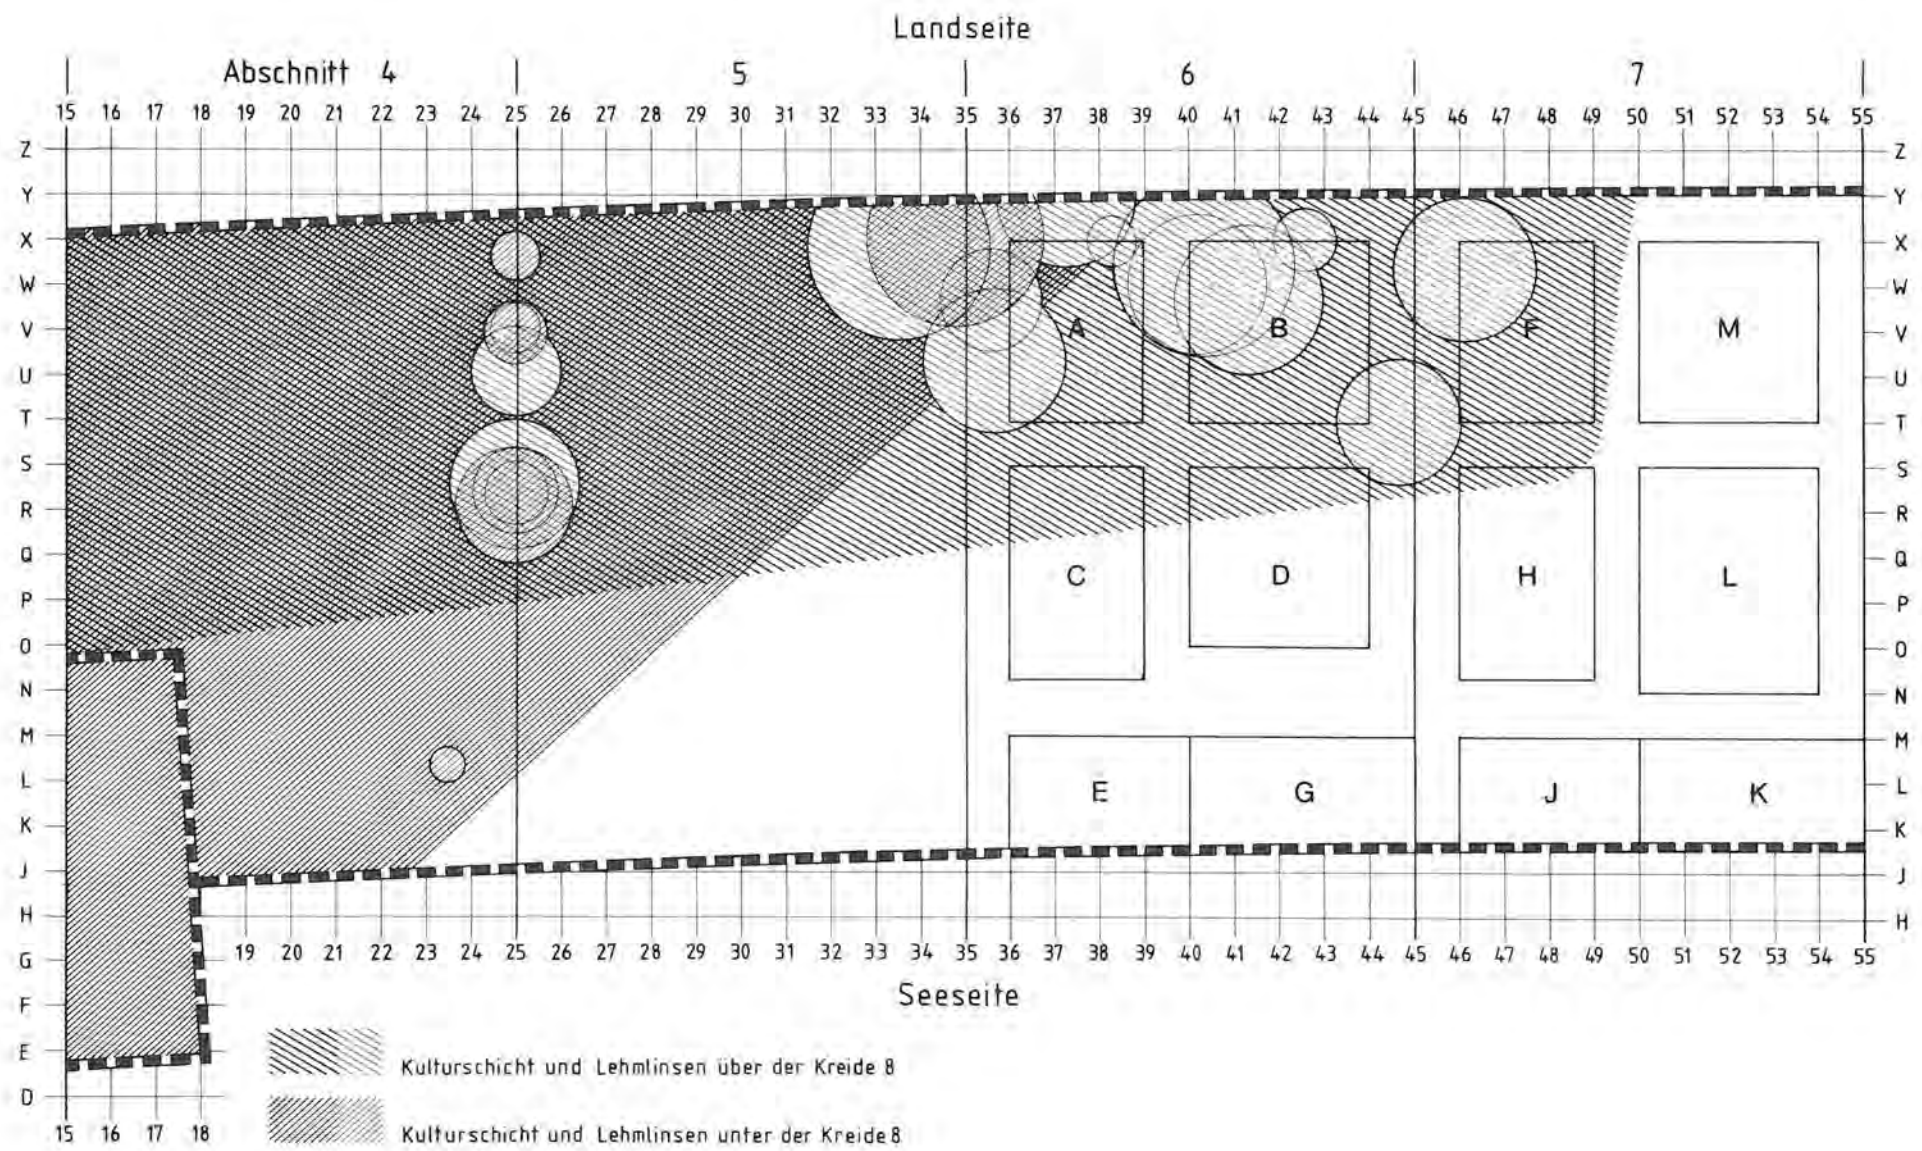 Landseite
Abschnitt 4 5 6 7
15 16 17 18 19 20 21 22 23 24 25 26 27 28 29 30 31 32 33 34 35 36 37 38 39 40 41 42 43 44 45 46 47 48 49 50 51 52 53 54 55
Z Z
Y Y
X X
W W
V A B F M V
U U
T T
S S
R R
Q Q
P C D H L P
O O
N N
M M
L E G J K L
K K
J J
H H
G 19 20 21 22 23 24 25 26 27 28 29 30 31 32 33 34 35 36 37 38 39 40 41 42 43 44 45 46 47 48 49 50 51 52 53 54 55
Seeseite
F
E
Kulturschicht und Lehmlinsen über der Kreide 8
D
15 16 17 18
Kulturschicht und Lehmlinsen unter der Kreide 8